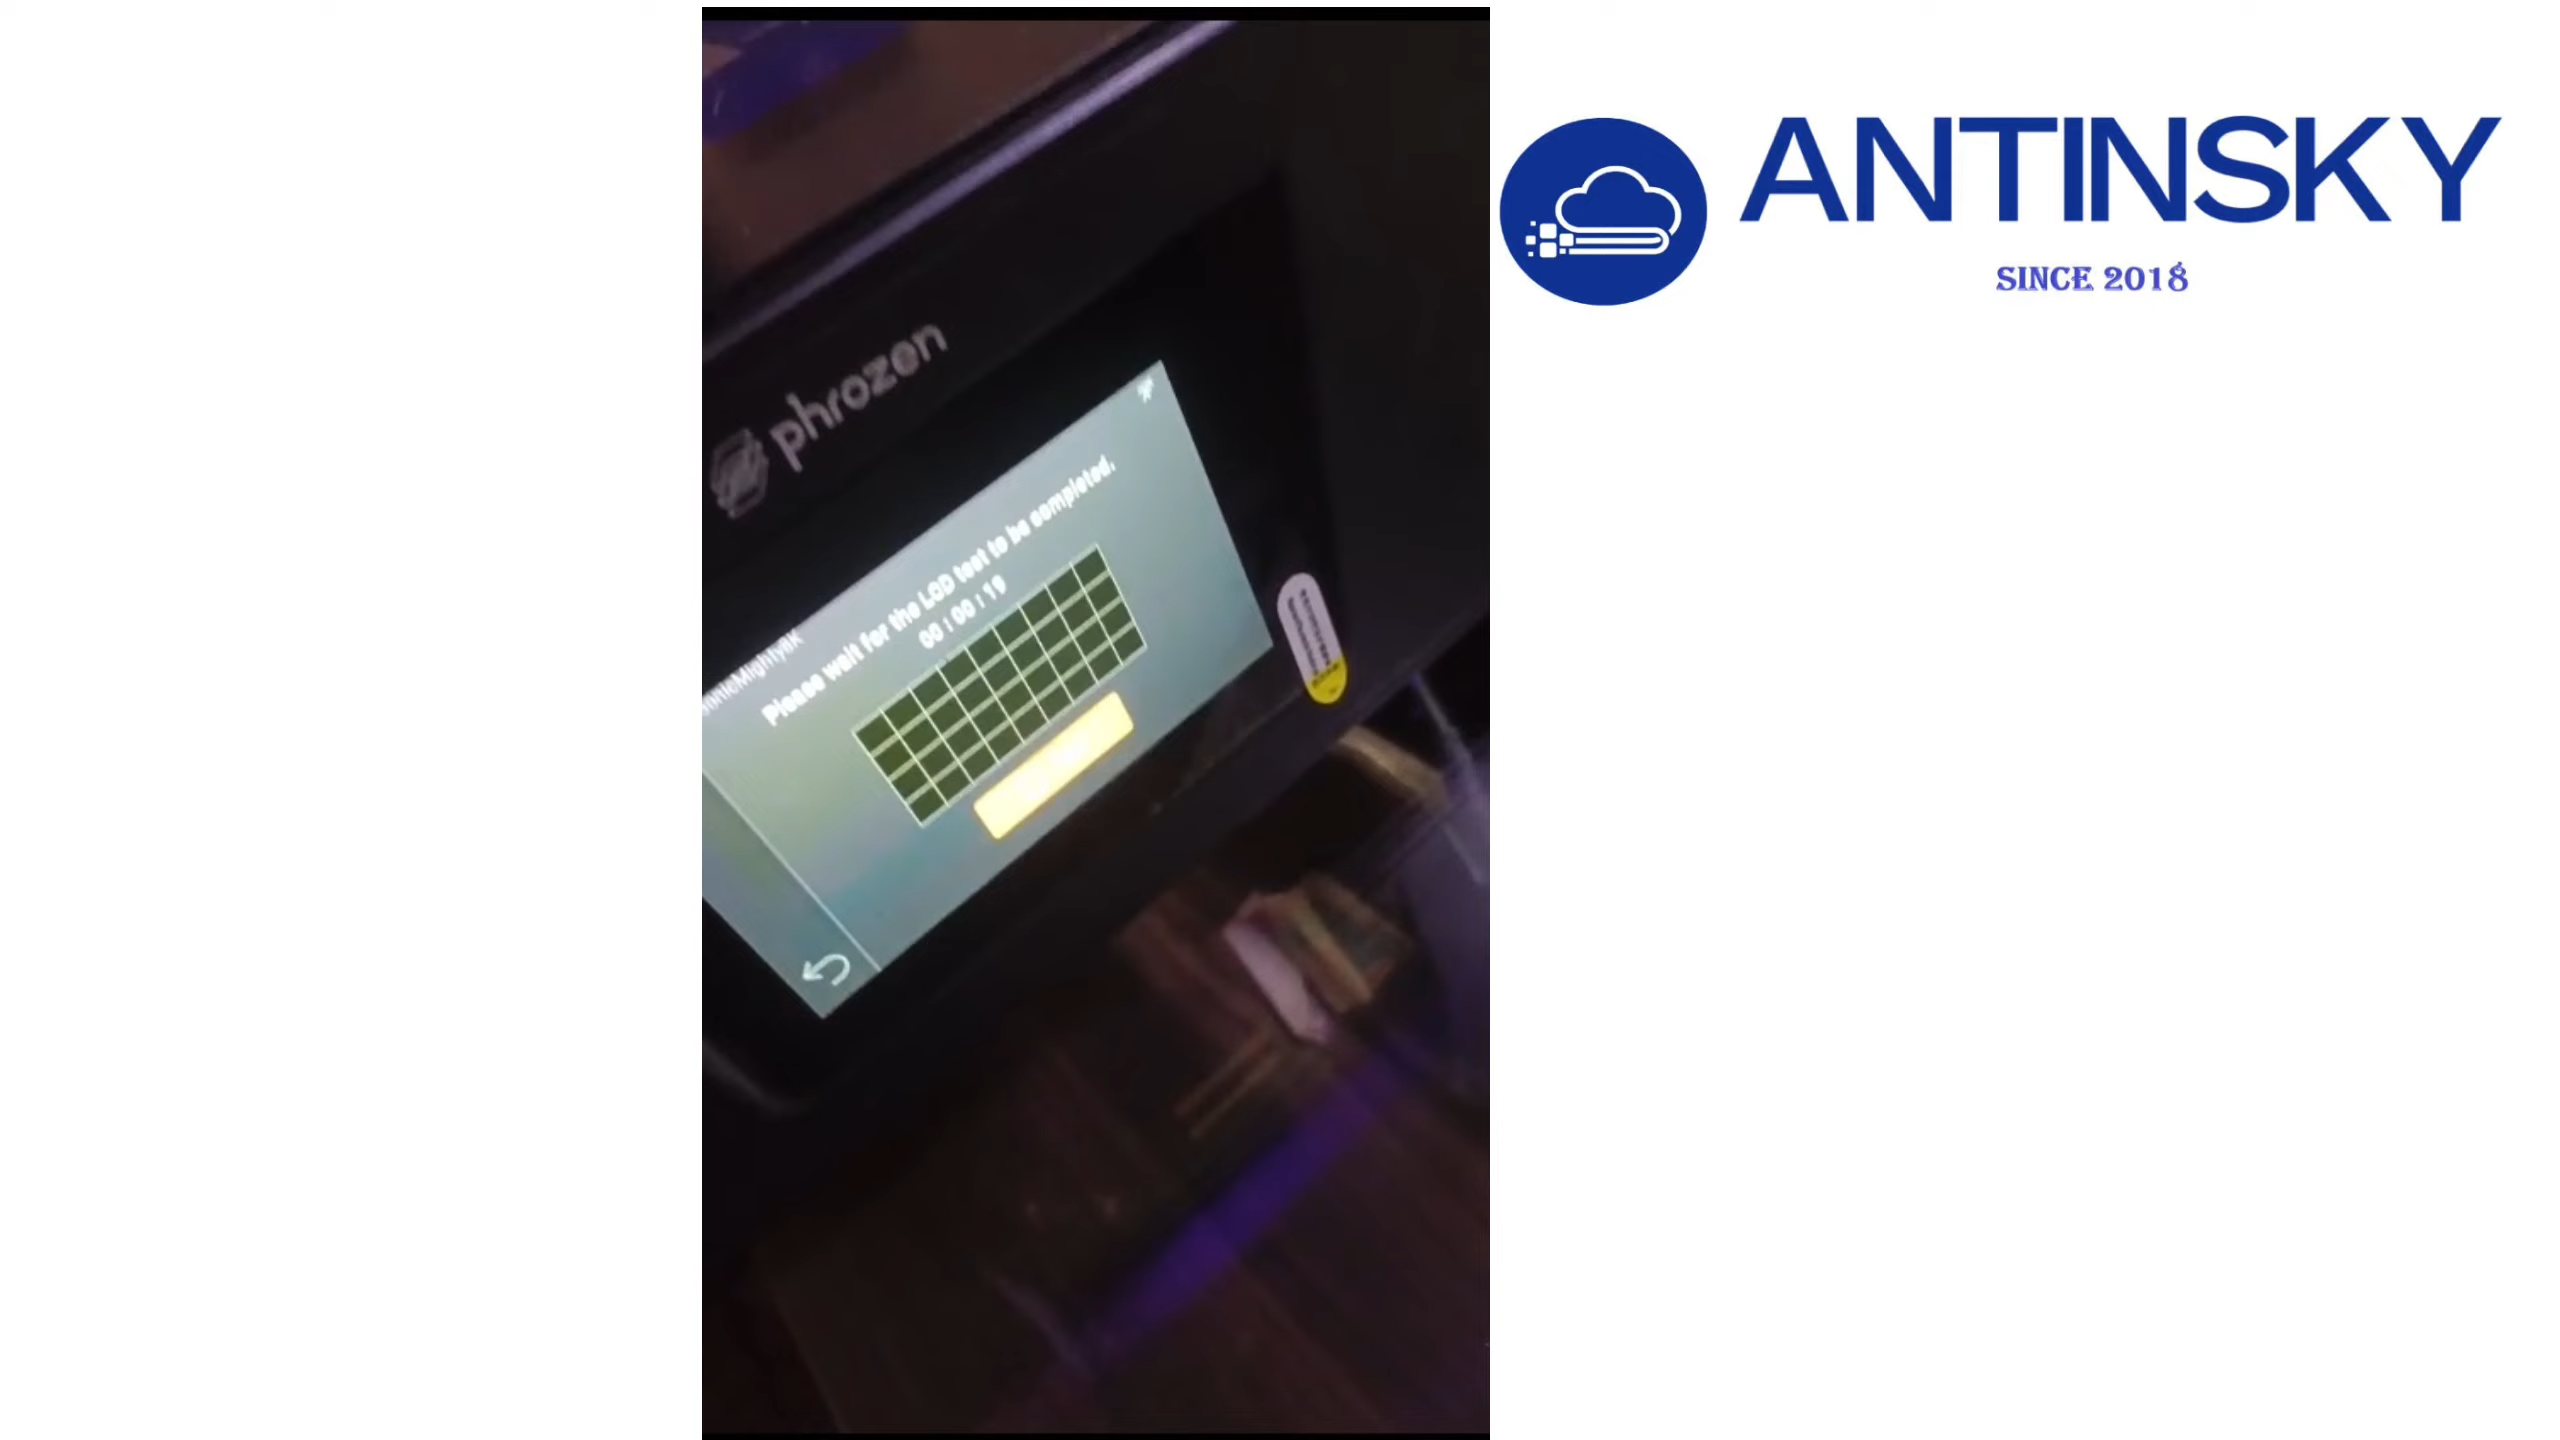 phrozen
Please wait for the LCD test to be completed.
00 : 00 : 19
ANTINSKY
SINCE 2018